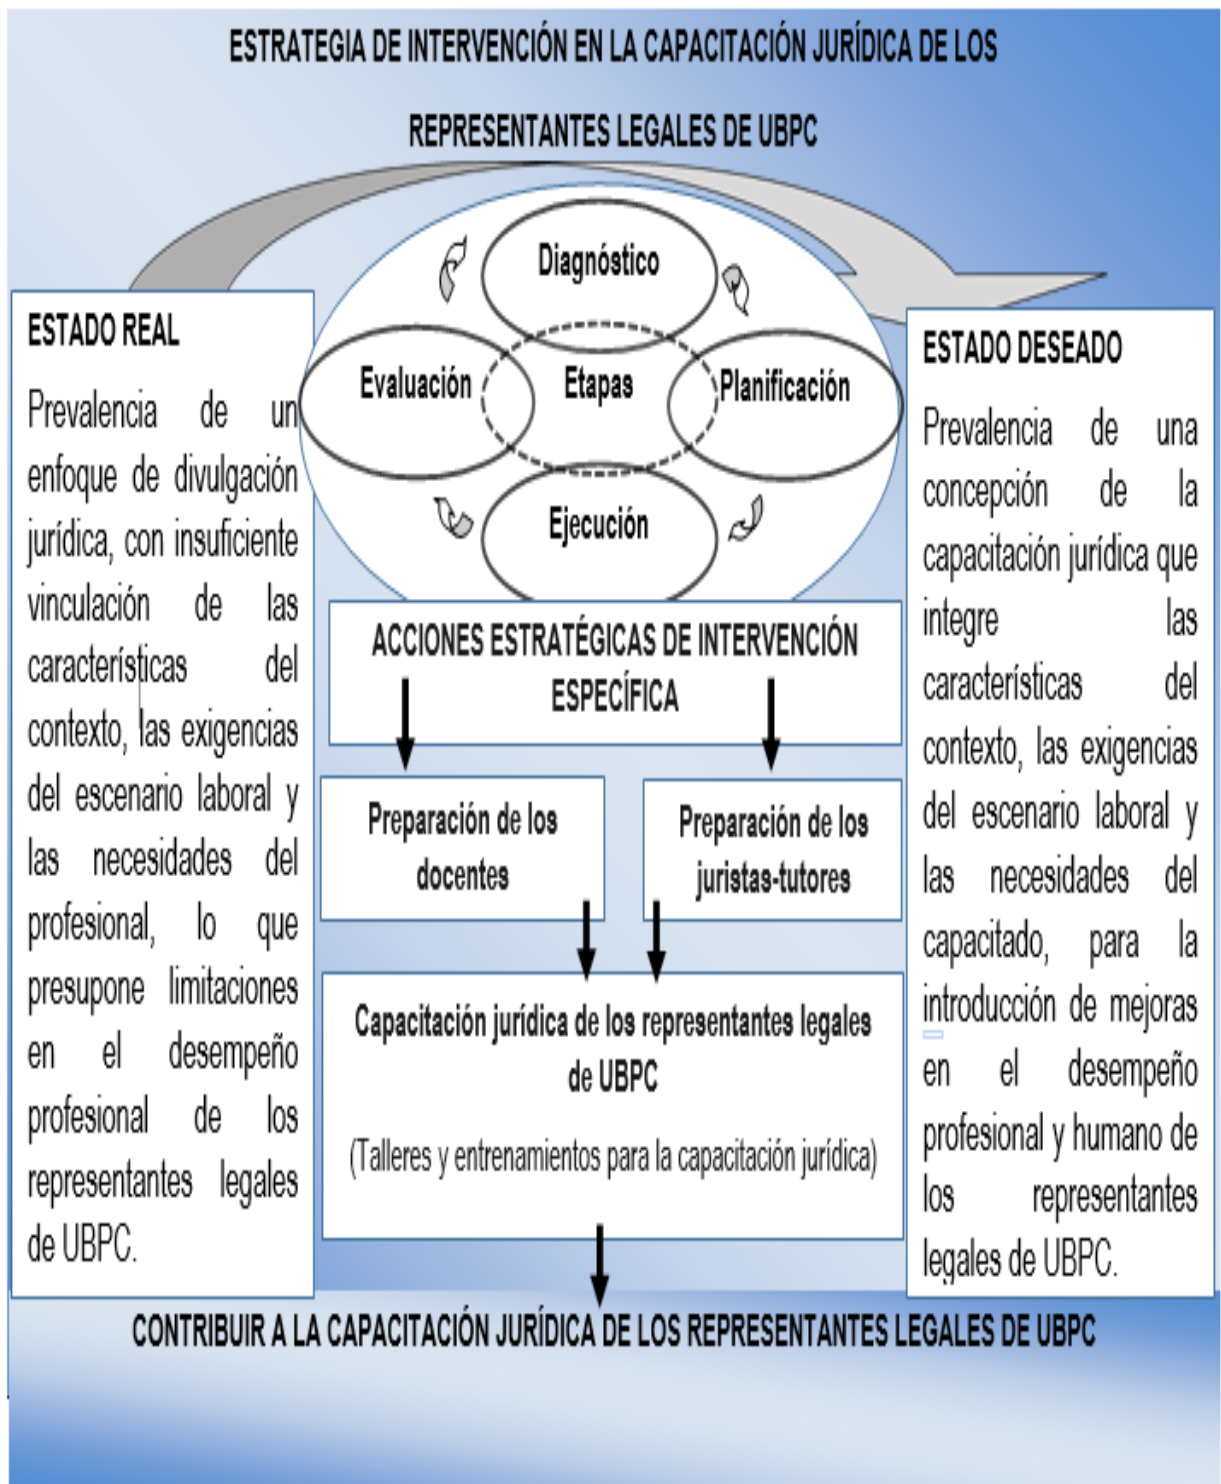 ESTRATEGIA DE INTERVENCIÓN EN LA CAPACITACIÓN JURÍDICA DE LOS
REPRESENTANTES LEGALES DE UBPC
ESTADO REAL
Prevalencia de un
enfoque de divulgación
jurídica, con insuficiente
vinculación de las
características del
contexto, las exigencias
del escenario laboral y
las necesidades del
profesional, lo que
presupone limitaciones
en el desempeño
profesional de los
representantes legales
de UBPC.
Diagnóstico
Evaluación
Etapas
Planificación
Ejecución
ACCIONES ESTRATÉGICAS DE INTERVENCIÓN
ESPECÍFICA
Preparación de los
docentes
Preparación de los
juristas-tutores
Capacitación jurídica de los representantes legales
de UBPC
(Talleres y entrenamientos para la capacitación jurídica)
ESTADO DESEADO
Prevalencia de una
concepción de la
capacitación jurídica que
integre las
características del
contexto, las exigencias
del escenario laboral y
las necesidades del
capacitado, para la
introducción de mejoras
en el desempeño
profesional y humano de
los representantes
legales de UBPC.
CONTRIBUIR A LA CAPACITACIÓN JURÍDICA DE LOS REPRESENTANTES LEGALES DE UBPC